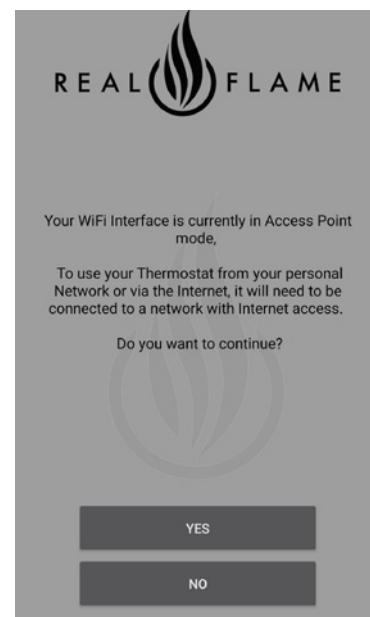 REAL FLAME
Your WiFi Interface is currently in Access Point
mode,
To use your Thermostat from your personal
Network or via the Internet, it will need to be
connected to a network with Internet access.
Do you want to continue?
YES
NO